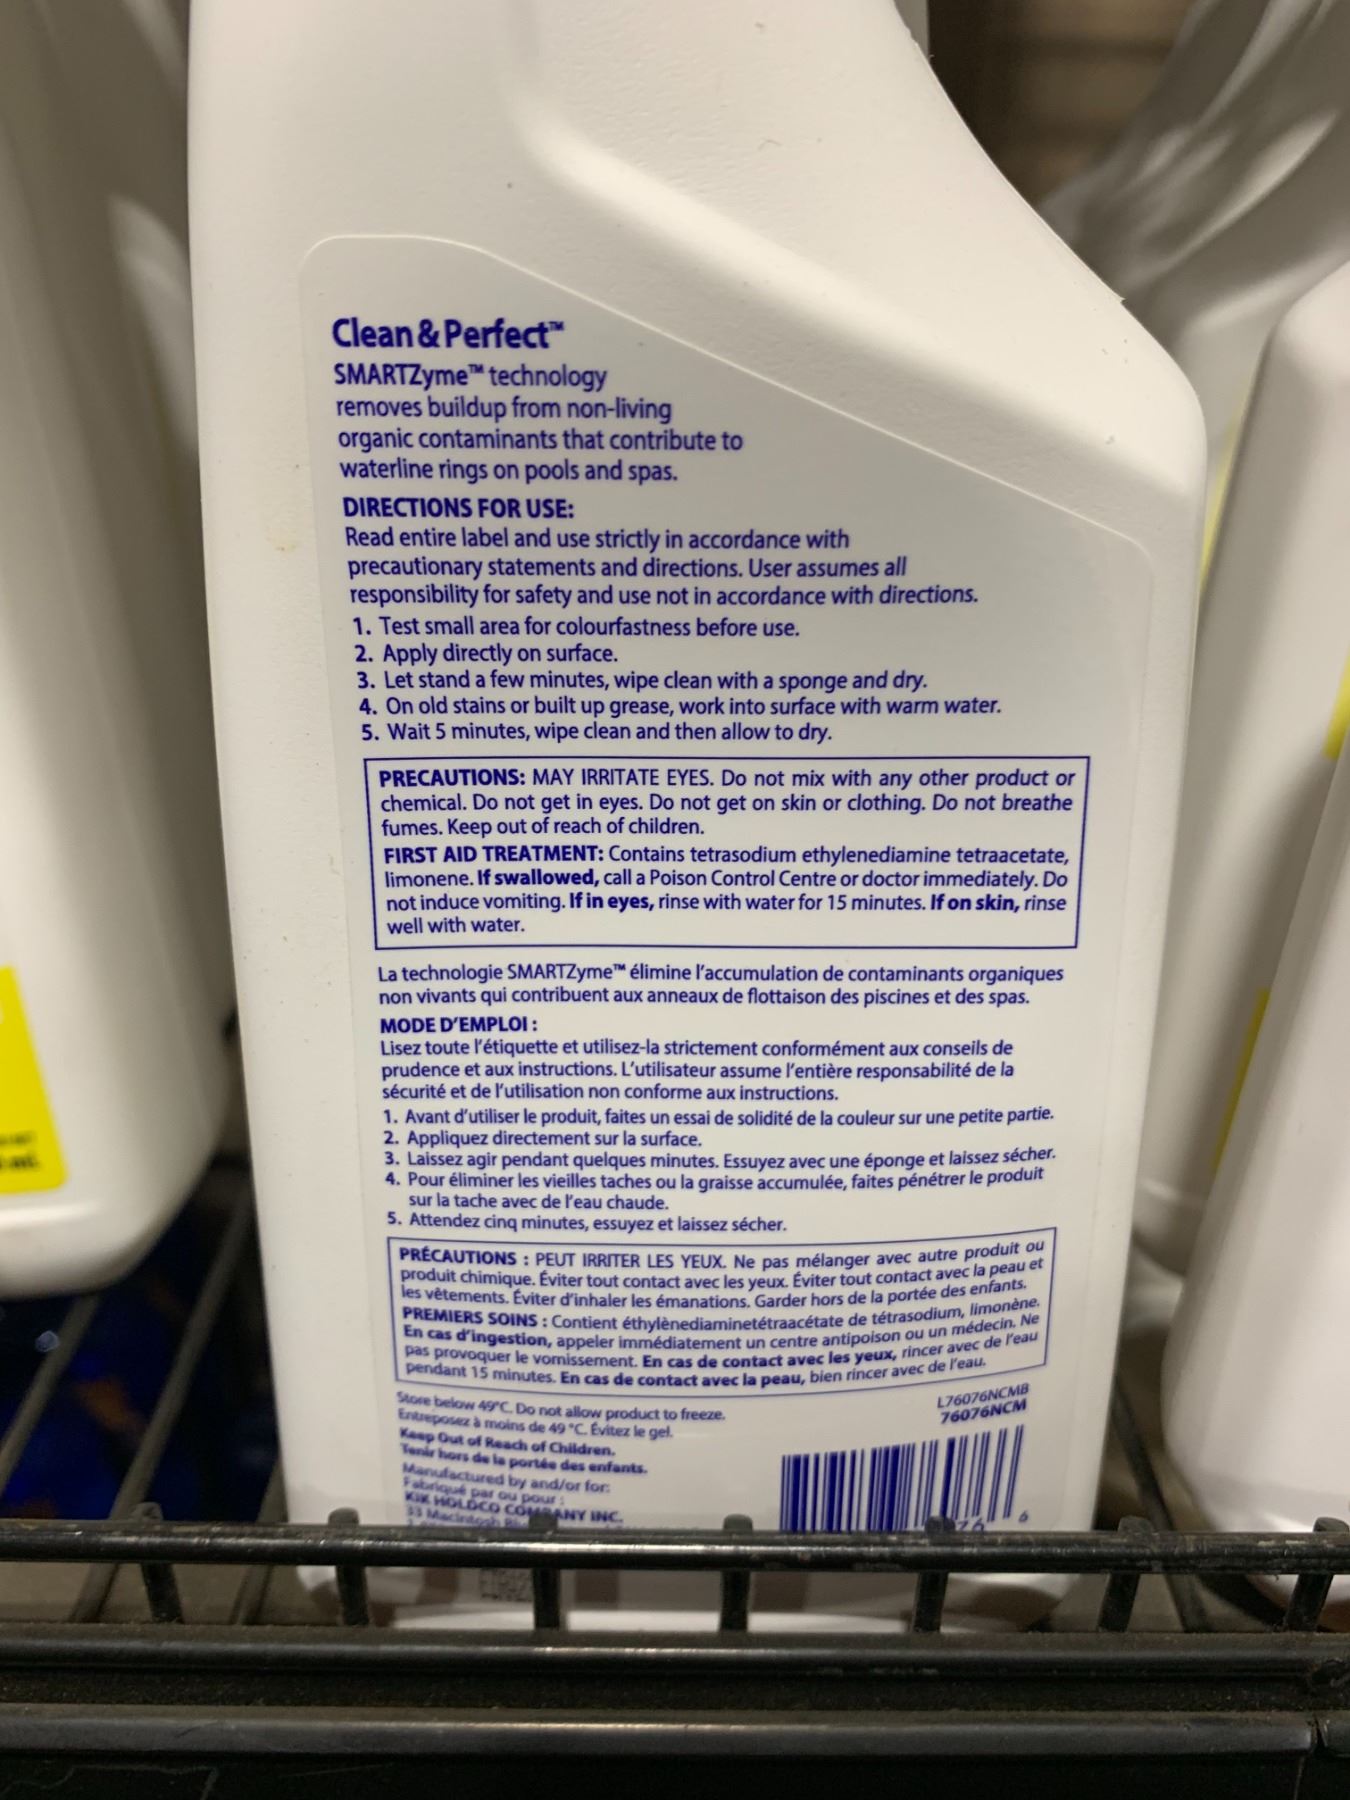 Clean & Perfect™
SMARTZyme™ technology
removes buildup from non-living
organic contaminants that contribute to
waterline rings on pools and spas.
DIRECTIONS FOR USE:
Read entire label and use strictly in accordance with
precautionary statements and directions. User assumes all
responsibility for safety and use not in accordance with directions.
1. Test small area for colourfastness before use.
2. Apply directly on surface.
3. Let stand a few minutes, wipe clean with a sponge and dry.
4. On old stains or built up grease, work into surface with warm water.
5. Wait 5 minutes, wipe clean and then allow to dry.
PRECAUTIONS: MAY IRRITATE EYES. Do not mix with any other product or
chemical. Do not get in eyes. Do not get on skin or clothing. Do not breathe
fumes. Keep out of reach of children.
FIRST AID TREATMENT: Contains tetrasodium ethylenediamine tetraacetate,
limonene. If swallowed, call a Poison Control Centre or doctor immediately. Do
not induce vomiting. If in eyes, rinse with water for 15 minutes. If on skin, rinse
well with water.
La technologie SMARTZyme™ élimine l'accumulation de contaminants organiques
non vivants qui contribuent aux anneaux de flottaison des piscines et des spas.
MODE D'EMPLOI :
Lisez toute l'étiquette et utilisez-la strictement conformément aux conseils de
prudence et aux instructions. L'utilisateur assume l'entière responsabilité de la
sécurité et de l'utilisation non conforme aux instructions.
1. Avant d'utiliser le produit, faites un essai de solidité de la couleur sur une petite partie.
2. Appliquez directement sur la surface.
3. Laissez agir pendant quelques minutes. Essuyez avec une éponge et laissez sécher.
4. Pour éliminer les vieilles taches ou la graisse accumulée, faites pénétrer le produit
sur la tache avec de l'eau chaude.
5. Attendez cinq minutes, essuyez et laissez sécher.
PRÉCAUTIONS : PEUT IRRITER LES YEUX. Ne pas mélanger avec autre produit ou
produit chimique. Éviter tout contact avec les yeux. Éviter tout contact avec la peau et
les vêtements. Éviter d'inhaler les émanations. Garder hors de la portée des enfants.
PREMIERS SOINS : Contient éthylènediaminetétraacétate de tétrasodium, limonène.
En cas d'ingestion, appeler immédiatement un centre antipoison ou un médecin. Ne
pas provoquer le vomissement. En cas de contact avec les yeux, rincer avec de l'eau
pendant 15 minutes. En cas de contact avec la peau, bien rincer avec de l'eau.
Store below 49°C. Do not allow product to freeze.
Entreposez à moins de 49 °C. Évitez le gel.
Keep Out of Reach of Children.
Tenir hors de la portée des enfants.
Manufactured by and/or for:
Fabriqué par ou pour :
KIK HOLDCO COMPANY INC.
33 Macintosh
L76076NCMB
76076NCM
76 6